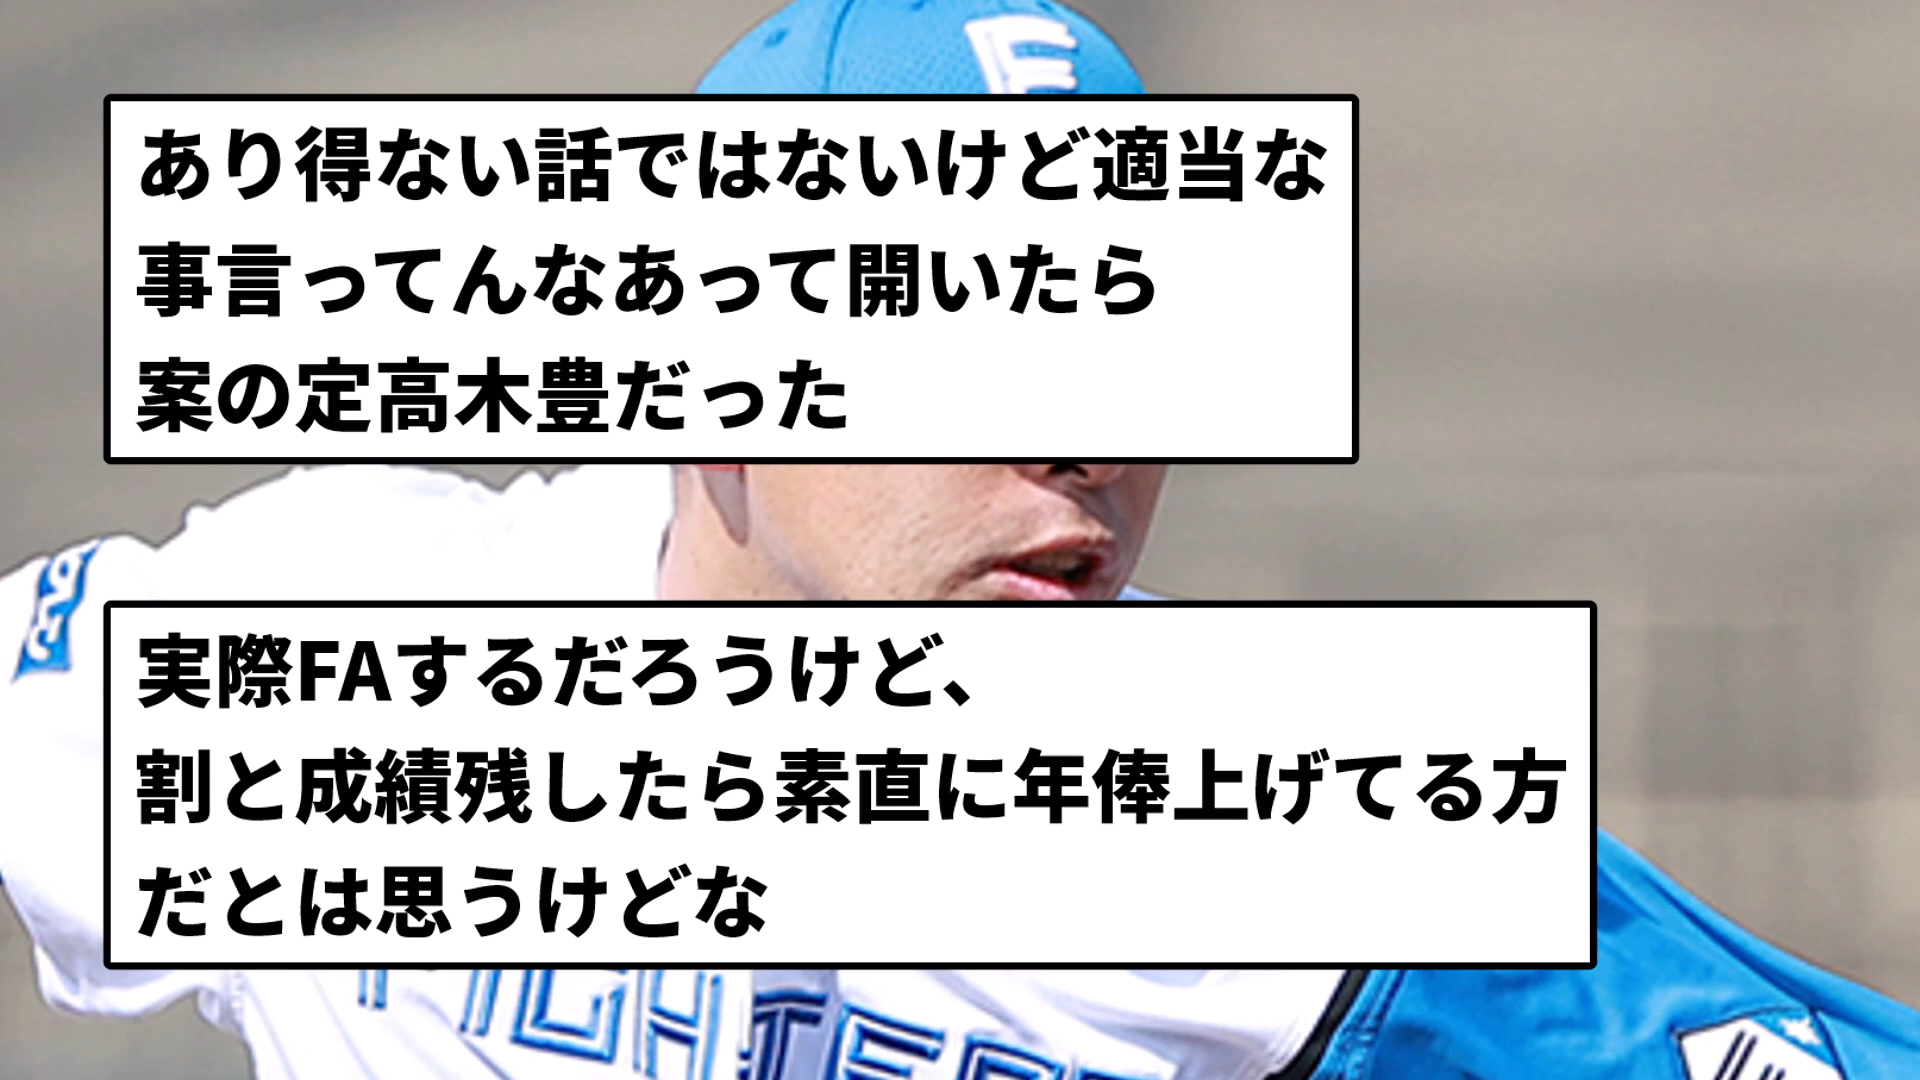 あり得ない話ではないけど適当な
事言ってんなあって開いたら
案の定高木豊だった
実際FAするだろうけど、
割と成績残したら素直に年俸上げてる方
だとは思うけどな
FIGHTERS